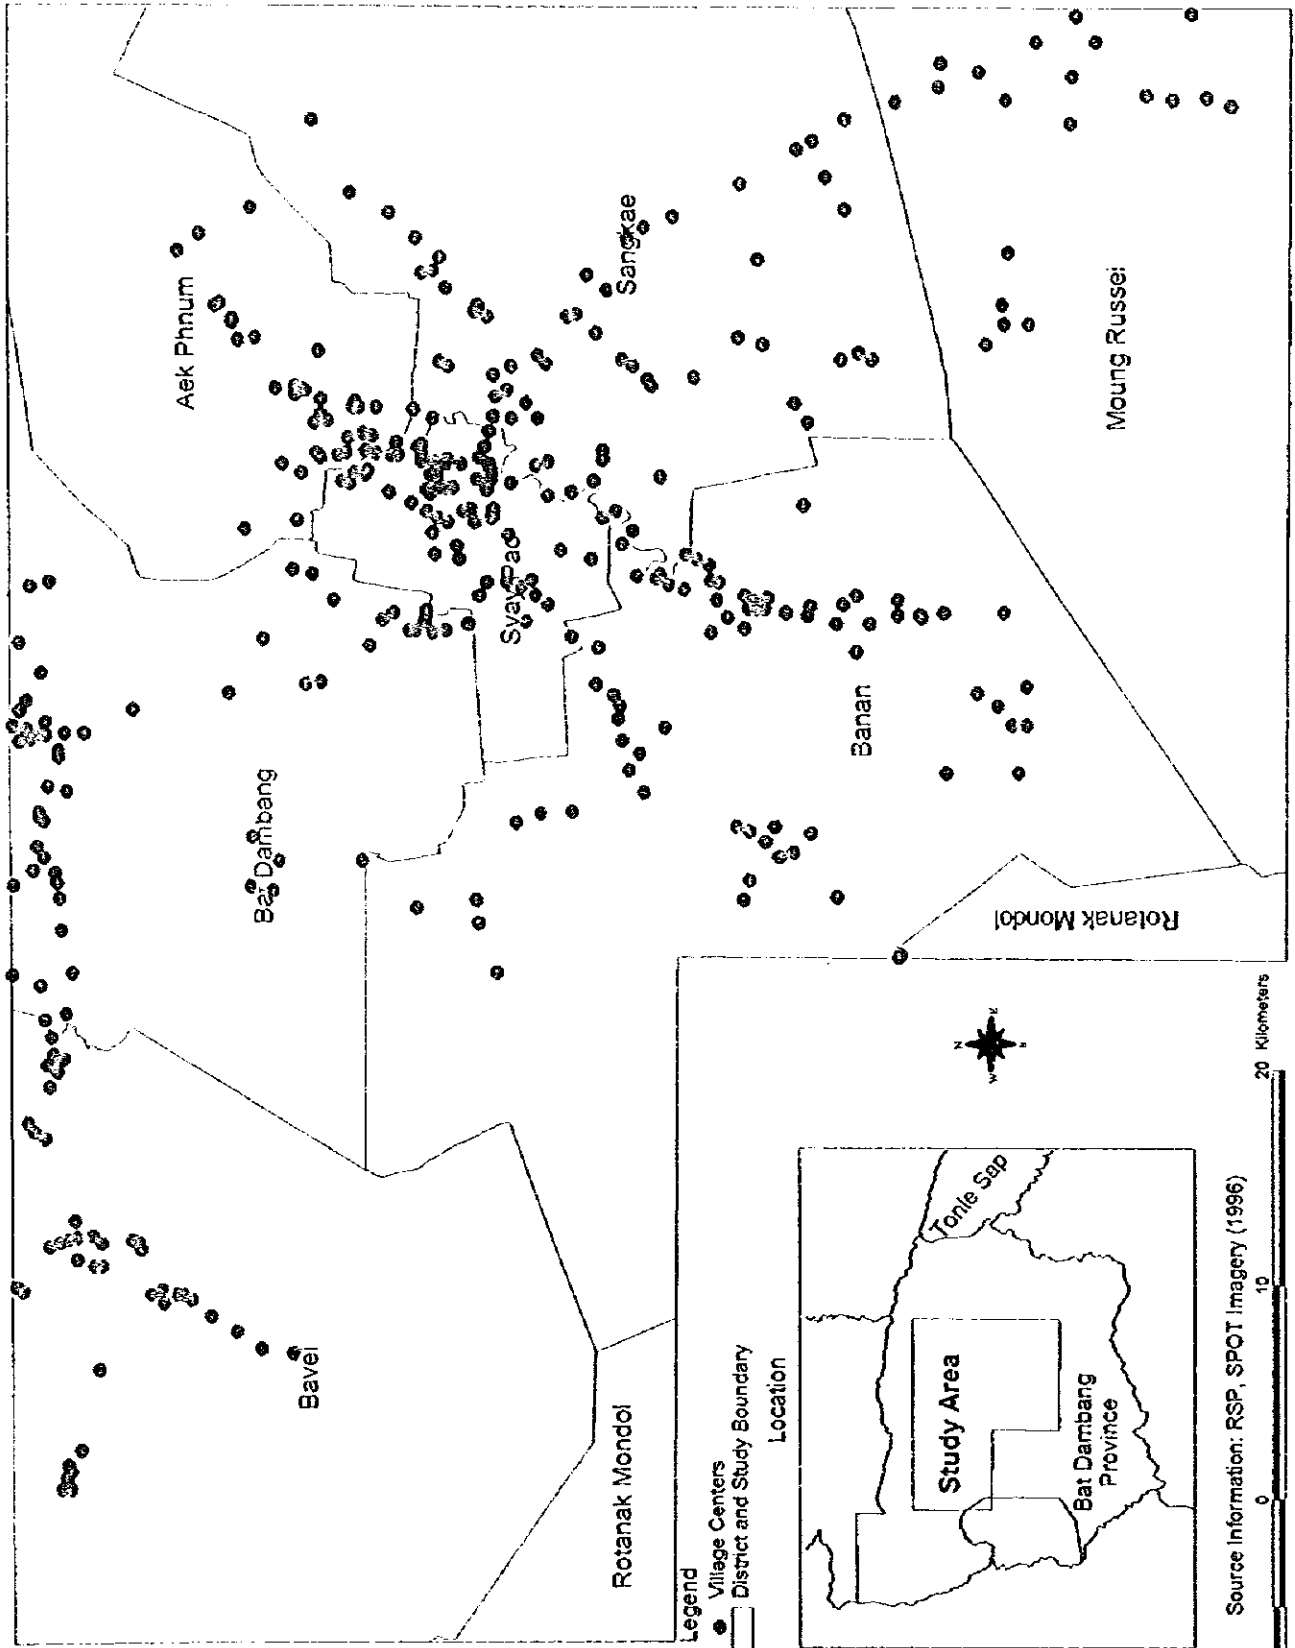 Aek Phnum
Bat Dambang
Bavel
Sangkae
Svay Pao
Rotanak Mondol
Banan
Moung Russei
Rotanak Mondol
Legend
Village Centers
District and Study Boundary
Location
Study Area
Tonle Sap
Bat Dambang
Province
N
W
E
S
0 10 20 Kilometers
Source Information: RSP, SPOT Imagery (1996)